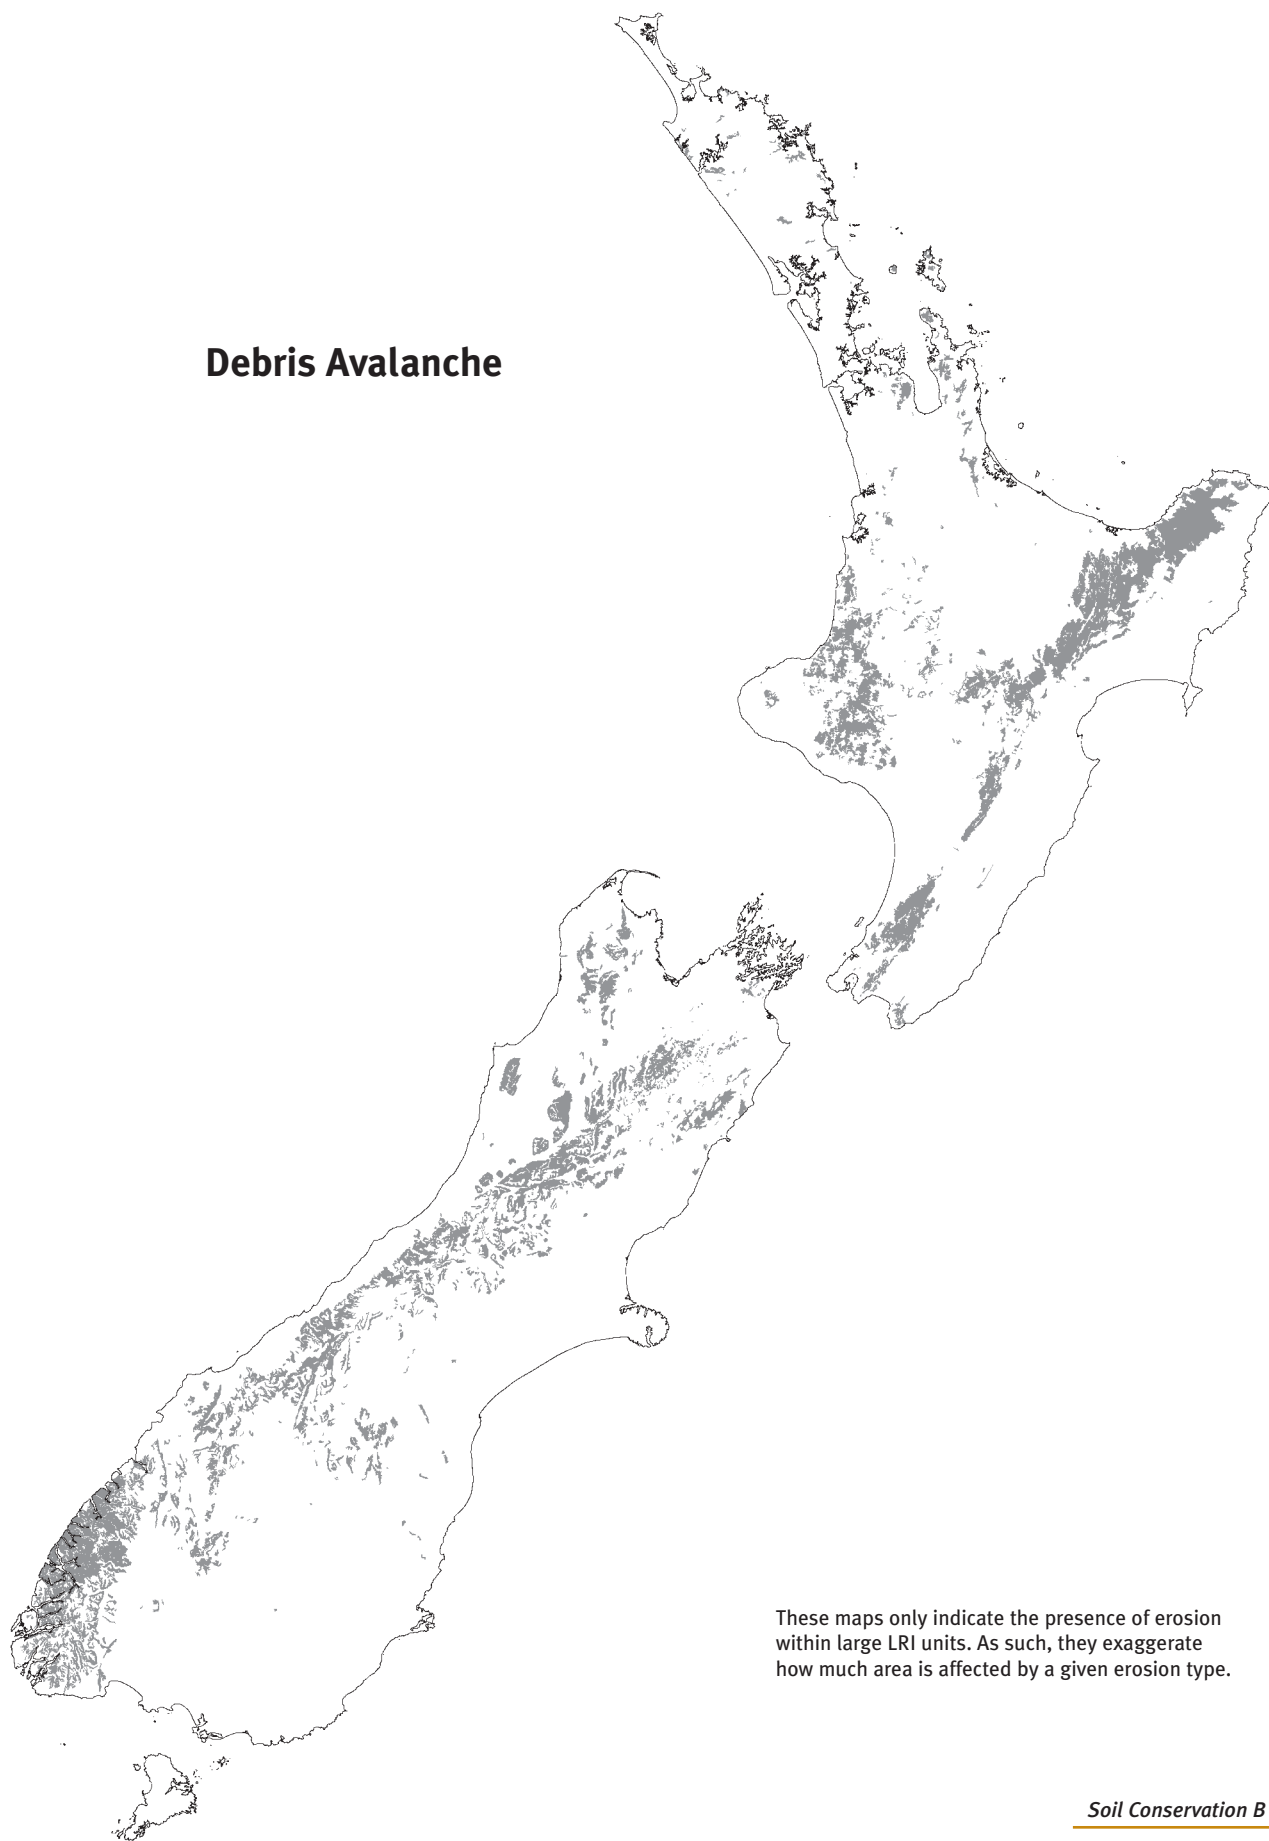 Debris Avalanche
These maps only indicate the presence of erosion
within large LRI units. As such, they exaggerate
how much area is affected by a given erosion type.
Soil Conservation B